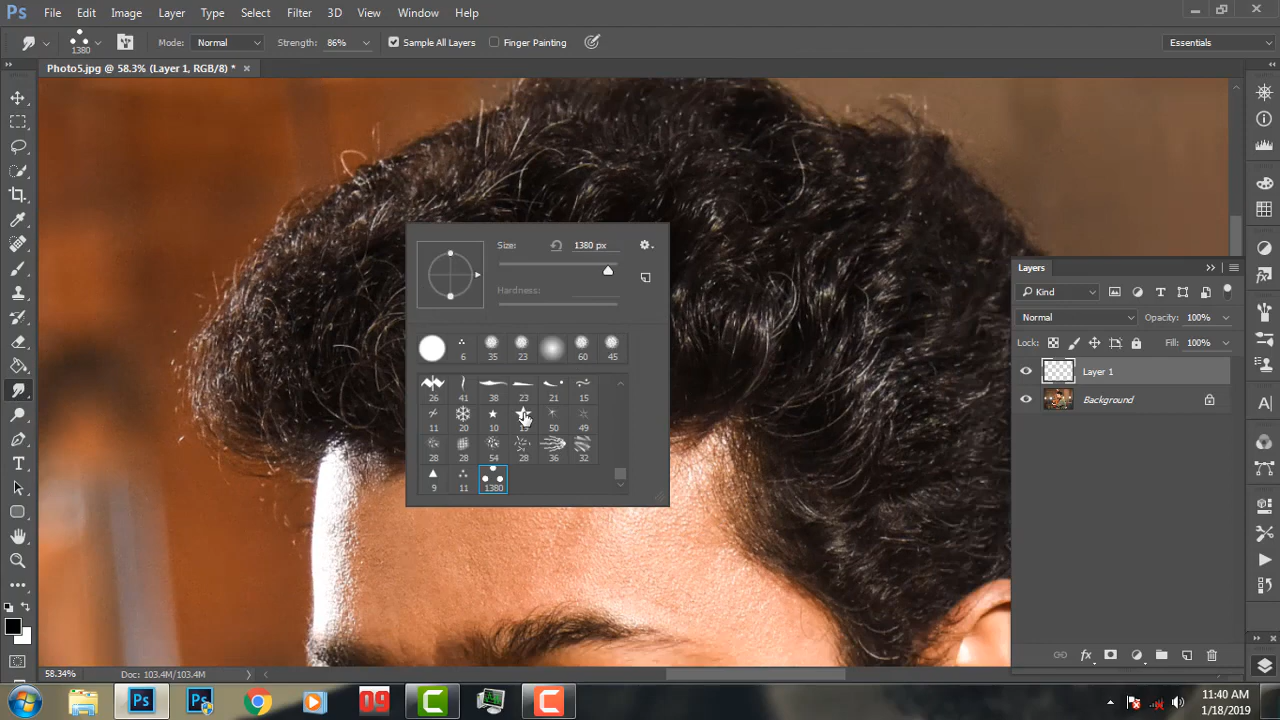 Ps File Edit Image Layer Type Select Filter 3D View Window Help
1380 Mode: Normal Strength: 86% Sample All Layers Finger Painting Essentials
Photo5.jpg @ 58.3% (Layer 1, RGB/8) * ×
Size: 1380 px
Hardness:
6 35 23 60 45
26 41 38 23 21 15
11 20 10 50 49
28 28 54 28 36 32
9 11 1380
Layers
Kind
Normal Opacity: 100%
Lock: Fill: 100%
Layer 1
Background
58.34% Doc: 103.4M/103.4M
11:40 AM
1/18/2019